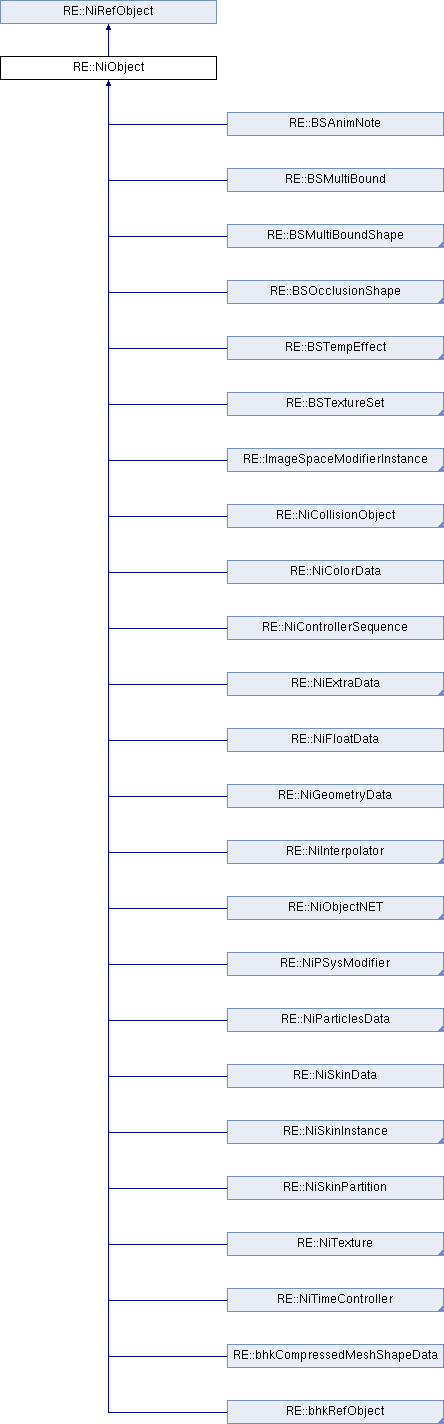 RE::NiRefObject
RE::NiObject
RE::BSAnimNote
RE::BSMultiBound
RE::BSMultiBoundShape
RE::BSOcclusionShape
RE::BSTempEffect
RE::BSTextureSet
RE::ImageSpaceModifierInstance
RE::NiCollisionObject
RE::NiColorData
RE::NiControllerSequence
RE::NiExtraData
RE::NiFloatData
RE::NiGeometryData
RE::NiInterpolator
RE::NiObjectNET
RE::NiPSysModifier
RE::NiParticlesData
RE::NiSkinData
RE::NiSkinInstance
RE::NiSkinPartition
RE::NiTexture
RE::NiTimeController
RE::bhkCompressedMeshShapeData
RE::bhkRefObject